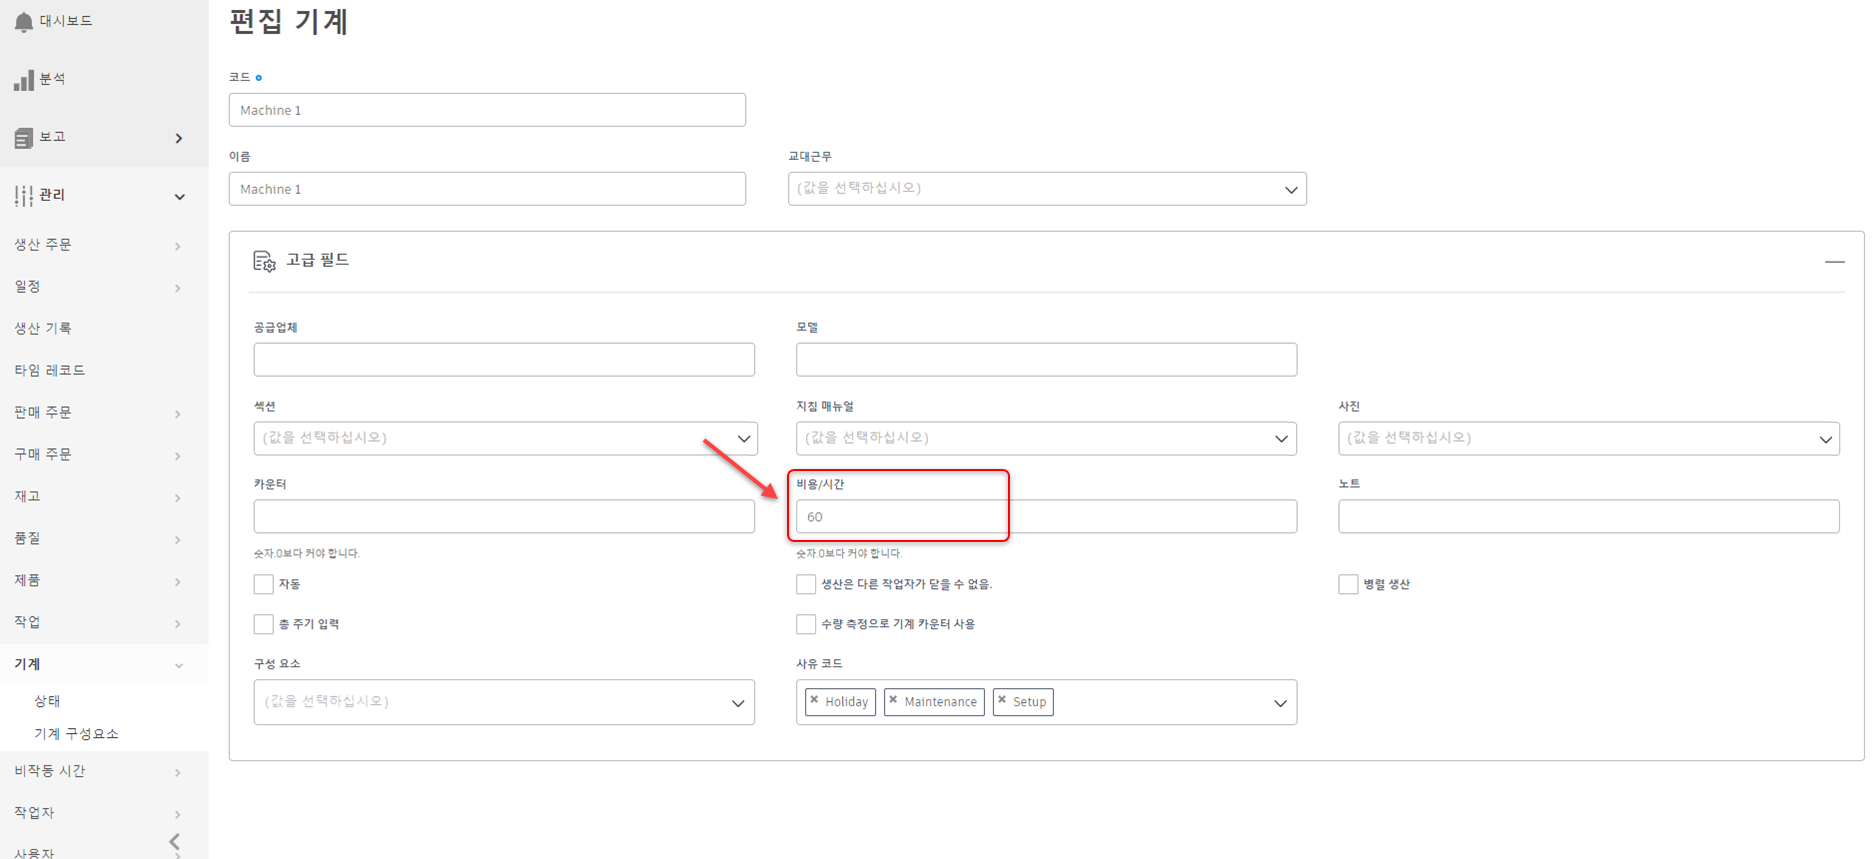 대시보드
분석
보고
관리
생산 주문
일정
생산 기록
타임 레코드
판매 주문
구매 주문
재고
품질
제품
작업
기계
상태
기계 구성요소
비작동 시간
작업자
사용자
편집 기계
코드
Machine 1
이름
교대근무
Machine 1
(값을 선택하십시오)
고급 필드
공급업체
모델
섹션
지침 매뉴얼
사진
(값을 선택하십시오)
(값을 선택하십시오)
(값을 선택하십시오)
카운터
비용/시간
노트
60
숫자.0보다 커야 합니다.
숫자.0보다 커야 합니다.
자동
생산은 다른 작업자가 닫을 수 없음.
병렬 생산
총 주기 입력
수량 측정으로 기계 카운터 사용
구성 요소
사유 코드
(값을 선택하십시오)
× Holiday × Maintenance × Setup